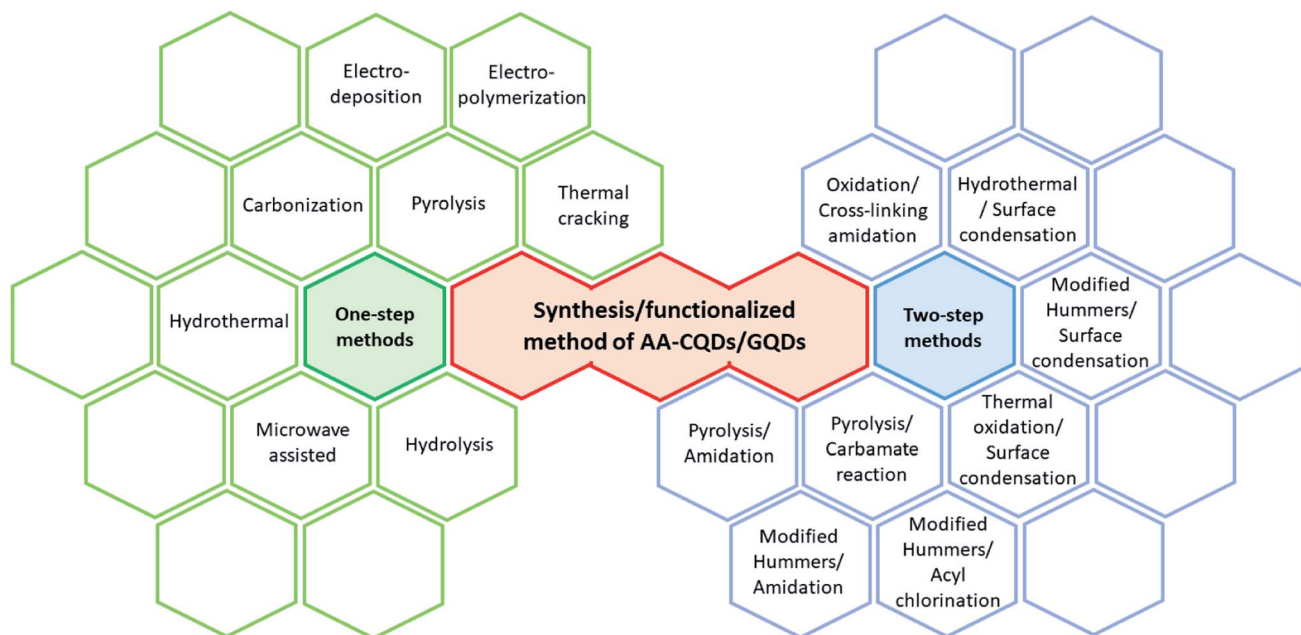 Electro-
deposition
Electro-
polymerization
Carbonization
Pyrolysis
Thermal
cracking
Oxidation/
Cross-linking
amidation
Hydrothermal
/ Surface
condensation
Hydrothermal
One-step
methods
Synthesis/functionalized
method of AA-CQDs/GQDs
Two-step
methods
Modified
Hummers/
Surface
condensation
Microwave
assisted
Hydrolysis
Pyrolysis/
Amidation
Pyrolysis/
Carbamate
reaction
Thermal
oxidation/
Surface
condensation
Modified
Hummers/
Amidation
Modified
Hummers/
Acyl
chlorination